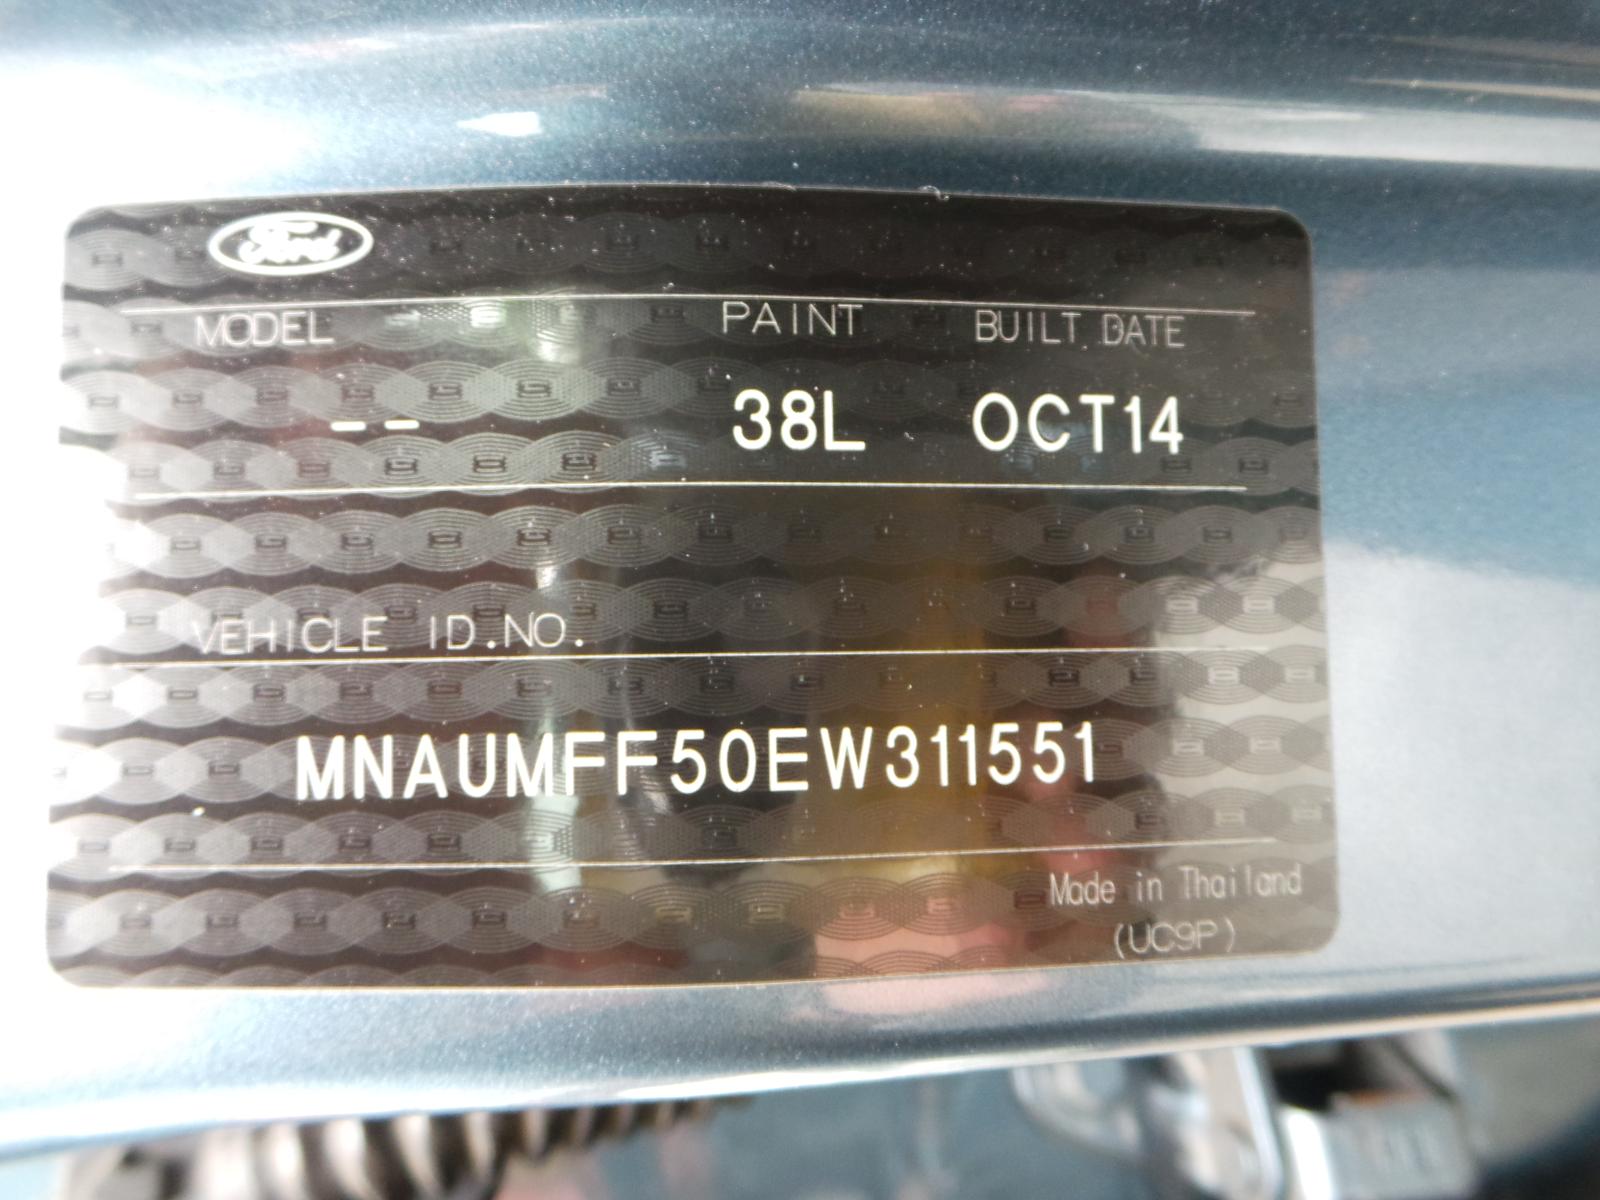 Ford
MODEL PAINT BUILT DATE
-- 38L OCT14
VEHICLE ID.NO.
MNAUMFF50EW311551
Made in Thailand
(UC9P)